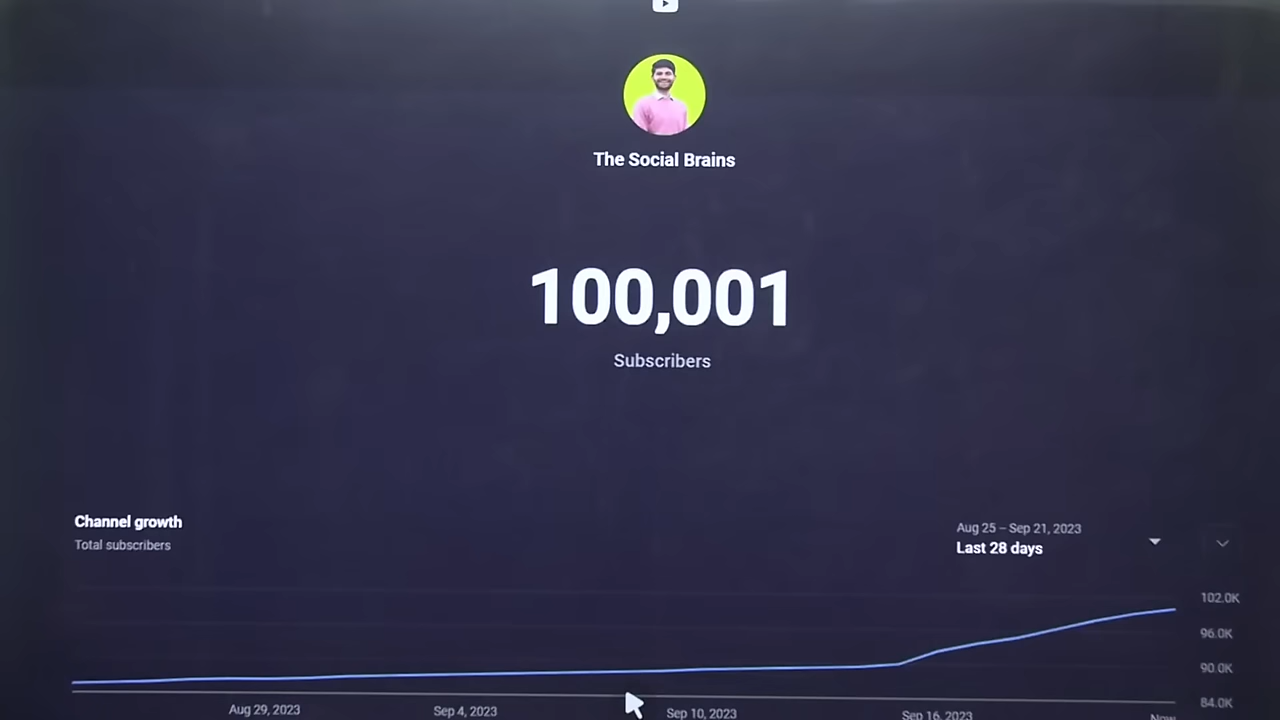 The Social Brains
100,001
Subscribers
Channel growth
Total subscribers
Aug 25 – Sep 21, 2023
Last 28 days
102.0K
96.0K
90.0K
84.0K
Aug 29, 2023
Sep 4, 2023
Sep 10, 2023
Sep 16, 2023
Now